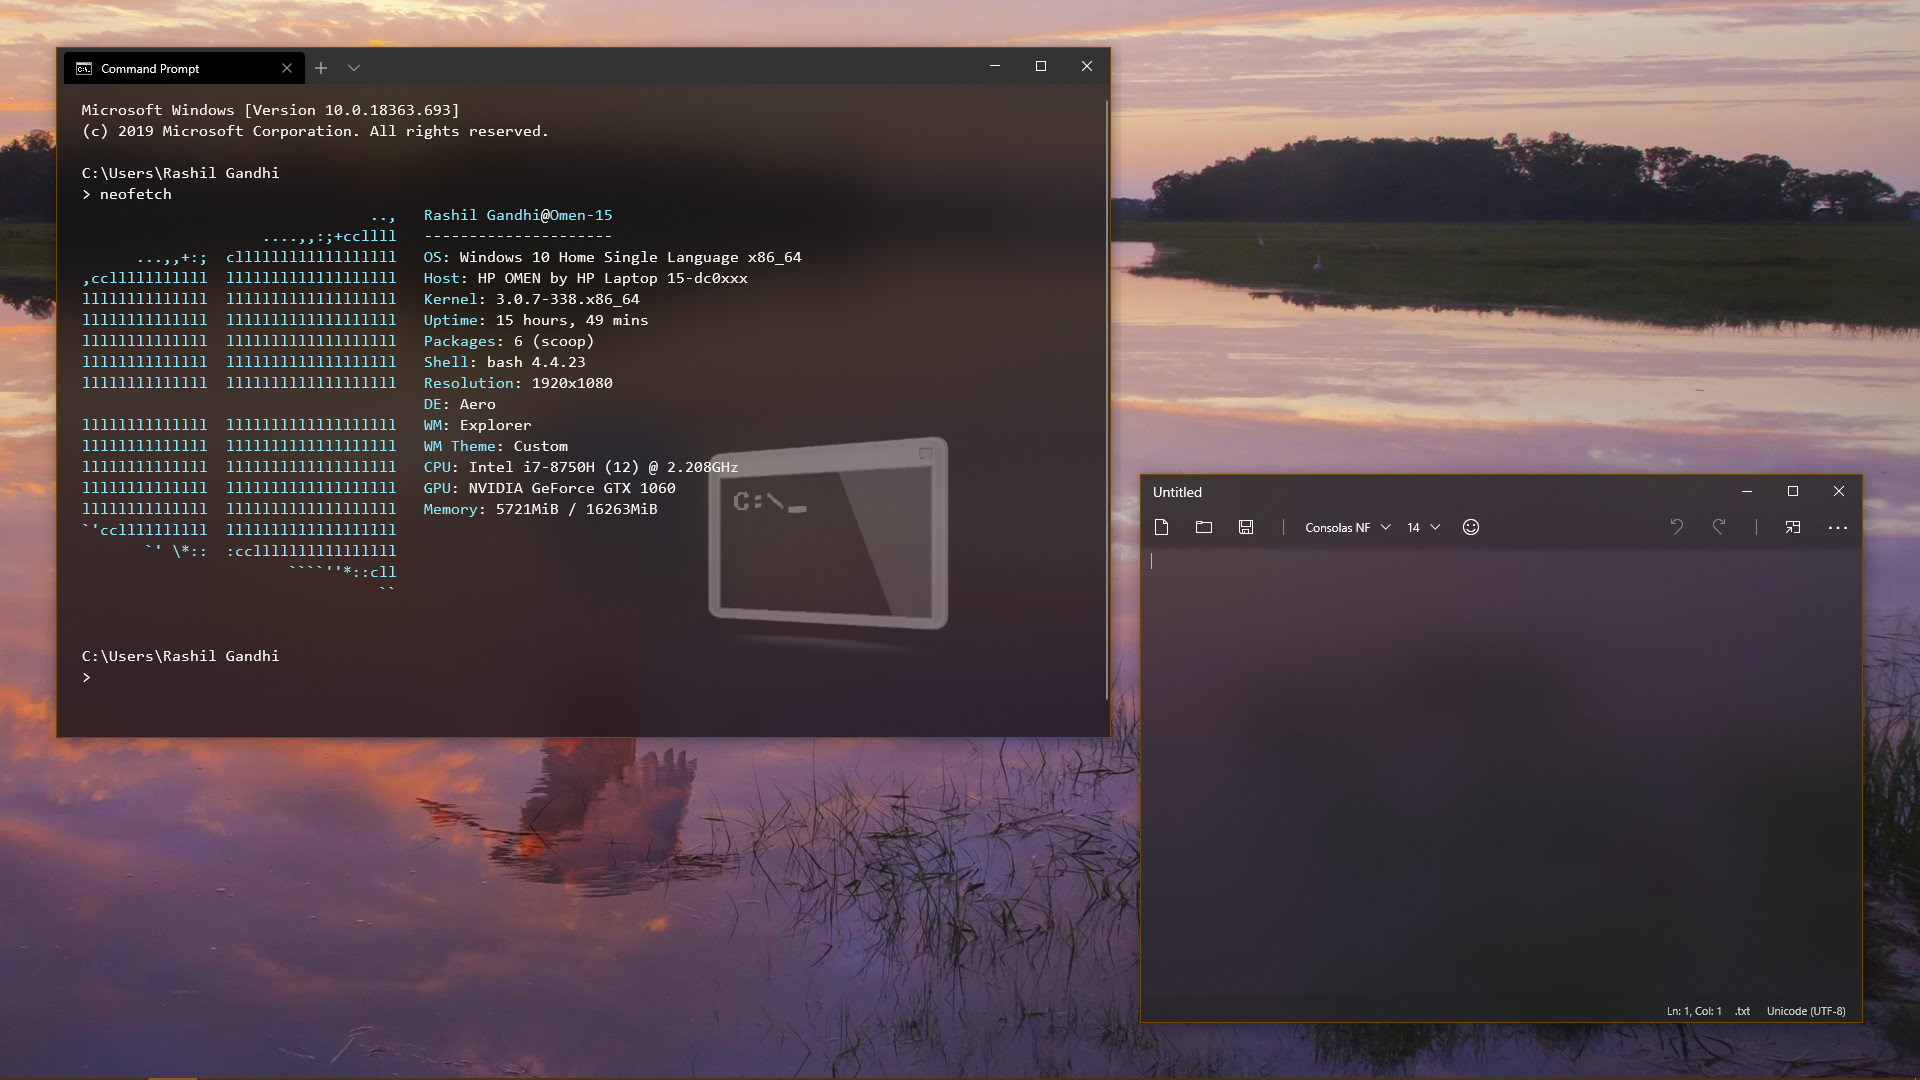 Command Prompt
Microsoft Windows [Version 10.0.18363.693]
(c) 2019 Microsoft Corporation. All rights reserved.
C:\Users\Rashil Gandhi
> neofetch
..,   Rashil Gandhi@Omen-15
....,,:;+ccllll   ---------------------
...,,+:;  clllllllllllllllllll   OS: Windows 10 Home Single Language x86_64
,cclllllllllll  lllllllllllllllllll   Host: HP OMEN by HP Laptop 15-dc0xxx
llllllllllllll  lllllllllllllllllll   Kernel: 3.0.7-338.x86_64
llllllllllllll  lllllllllllllllllll   Uptime: 15 hours, 49 mins
llllllllllllll  lllllllllllllllllll   Packages: 6 (scoop)
llllllllllllll  lllllllllllllllllll   Shell: bash 4.4.23
llllllllllllll  lllllllllllllllllll   Resolution: 1920x1080
DE: Aero
llllllllllllll  lllllllllllllllllll   WM: Explorer
llllllllllllll  lllllllllllllllllll   WM Theme: Custom
llllllllllllll  lllllllllllllllllll   CPU: Intel i7-8750H (12) @ 2.208GHz
llllllllllllll  lllllllllllllllllll   GPU: NVIDIA GeForce GTX 1060
llllllllllllll  lllllllllllllllllll   Memory: 5721MiB / 16263MiB
`'ccllllllllll  lllllllllllllllllll
`' \*::  :ccllllllllllllllll
````''*::cll
``
C:\_
C:\Users\Rashil Gandhi
>
Untitled
Consolas NF 14
Ln: 1, Col: 1 .txt Unicode (UTF-8)